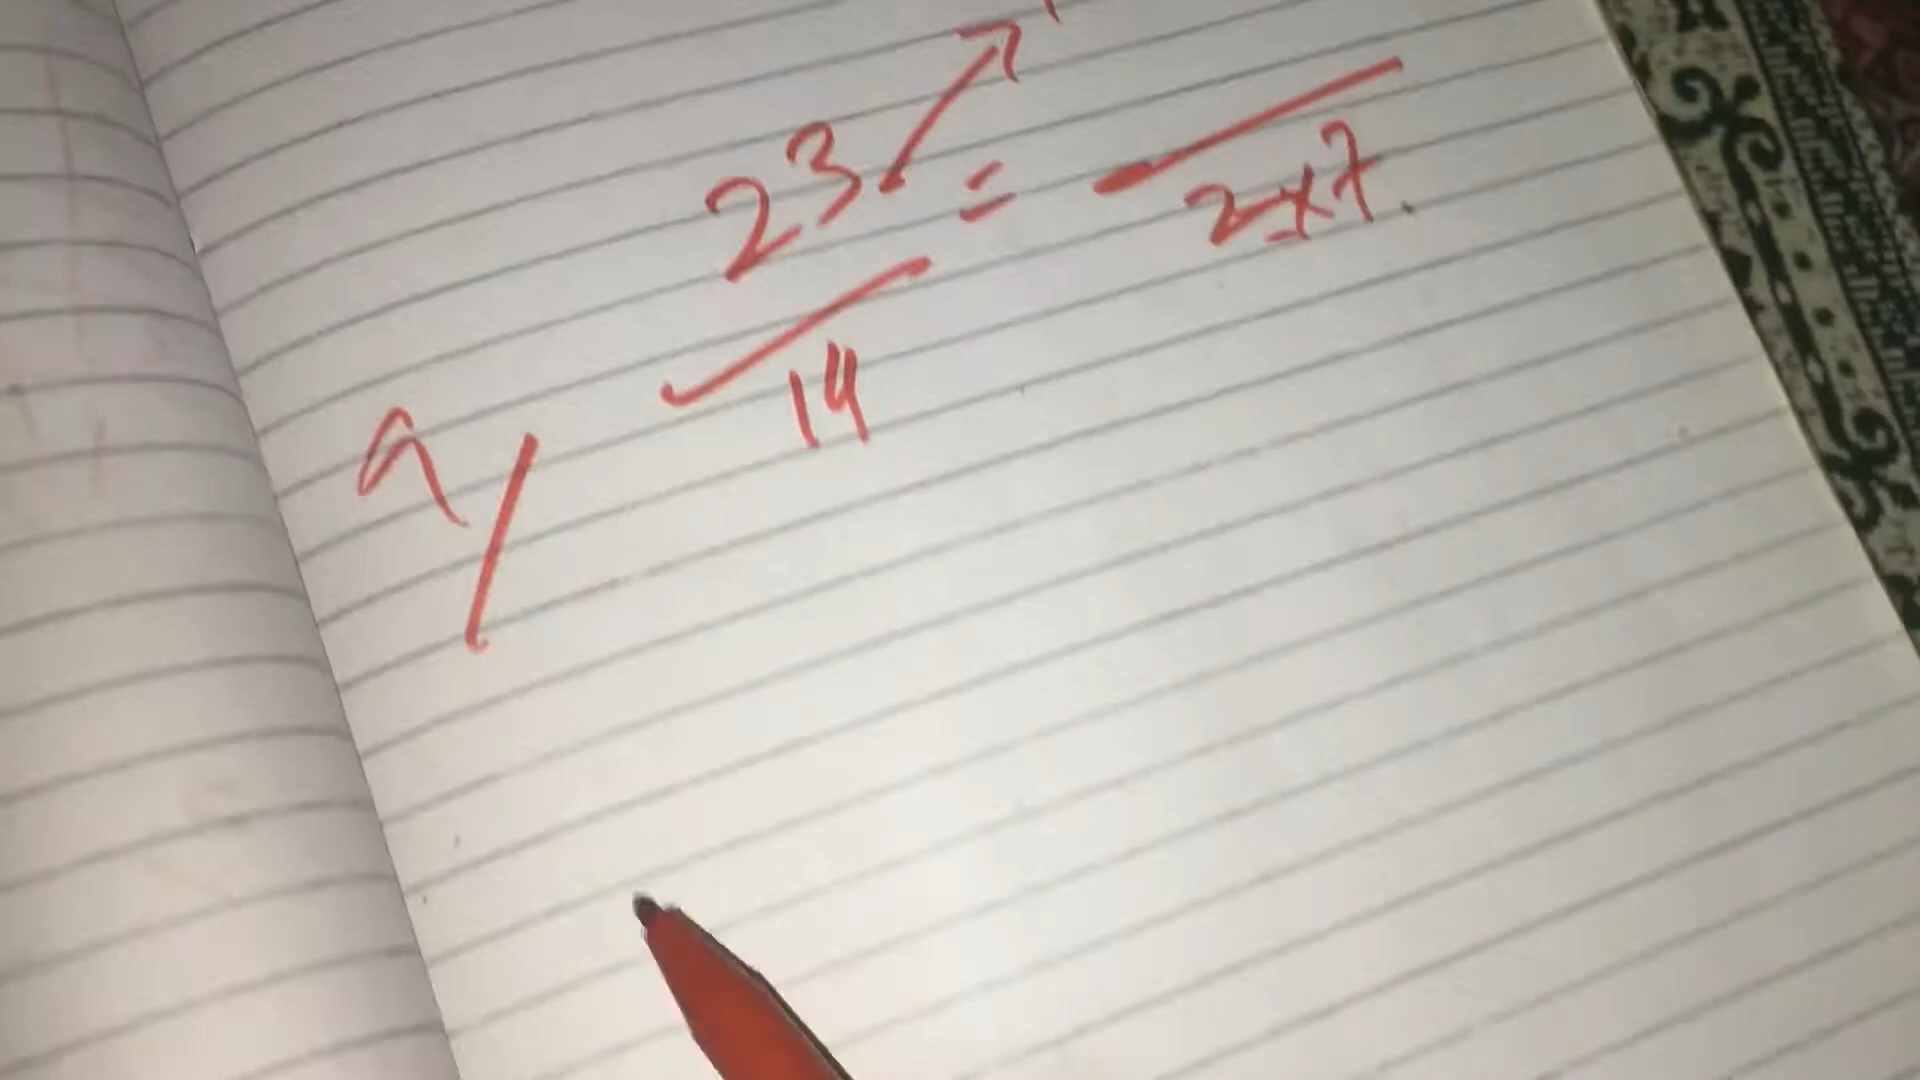 23 = 
14
2x7.